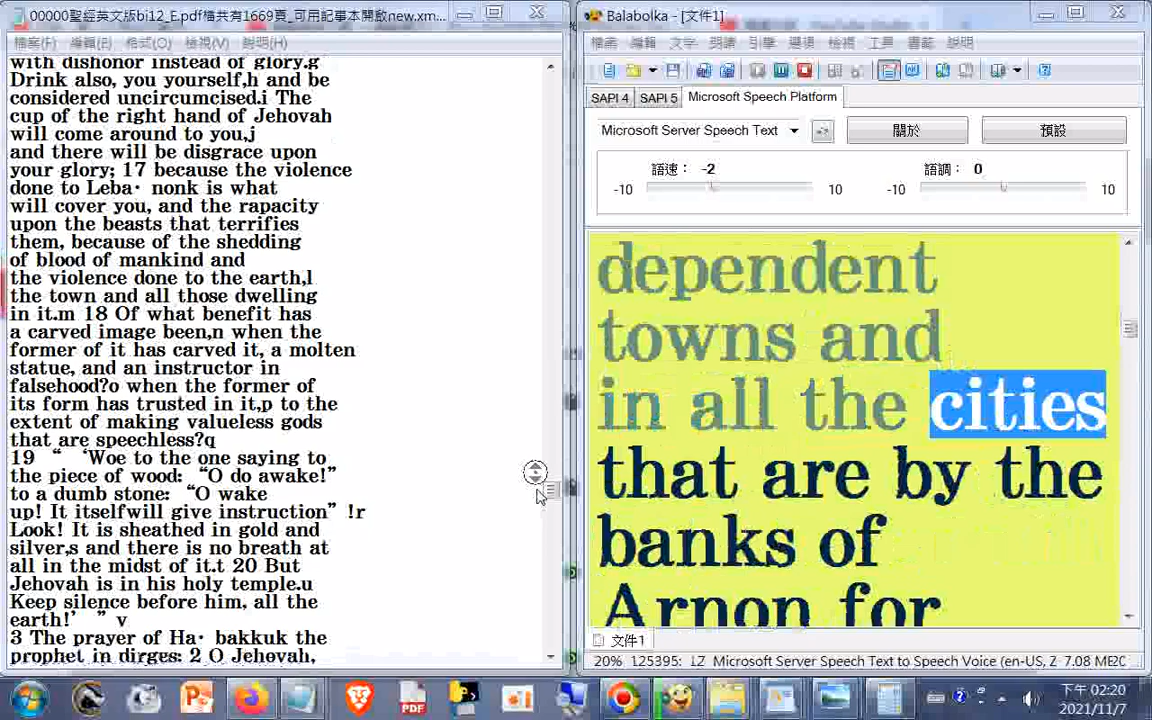 00000聖經英文版bi12_E.pdf檔共有1669頁_可用記事本開啟new.xm...
檔案(F) 編輯(E) 格式(O) 檢視(V) 說明(H)
with dishonor instead of glory.g
Drink also, you yourself,h and be
considered uncircumcised.i The
cup of the right hand of Jehovah
will come around to you,j
and there will be disgrace upon
your glory; 17 because the violence
done to Leba· nonk is what
will cover you, and the rapacity
upon the beasts that terrifies
them, because of the shedding
of blood of mankind and
the violence done to the earth,l
the town and all those dwelling
in it.m 18 Of what benefit has
a carved image been,n when the
former of it has carved it, a molten
statue, and an instructor in
falsehood?o when the former of
its form has trusted in it,p to the
extent of making valueless gods
that are speechless?q
19 “ ‘Woe to the one saying to
the piece of wood: “O do awake!”
to a dumb stone: “O wake
up! It itselfwill give instruction” !r
Look! It is sheathed in gold and
silver,s and there is no breath at
all in the midst of it.t 20 But
Jehovah is in his holy temple.u
Keep silence before him, all the
earth!’ ” v
3 The prayer of Ha· bakkuk the
prophet in dirges: 2 O Jehovah,
Balabolka - [文件1]
檔案 編輯 文字 朗讀 引擎 選項 檢視 工具 書籤 說明
SAPI 4 SAPI 5 Microsoft Speech Platform
Microsoft Server Speech Text 關於 預設
語速： -2 語調： 0
-10 10 -10 10
dependent
towns and
in all the cities
that are by the
banks of
Arnon for
文件1
20% 125395: 17 Microsoft Server Speech Text to Speech Voice (en-US, Z 7.08 ME20
PDF
下午 02:20
2021/11/7